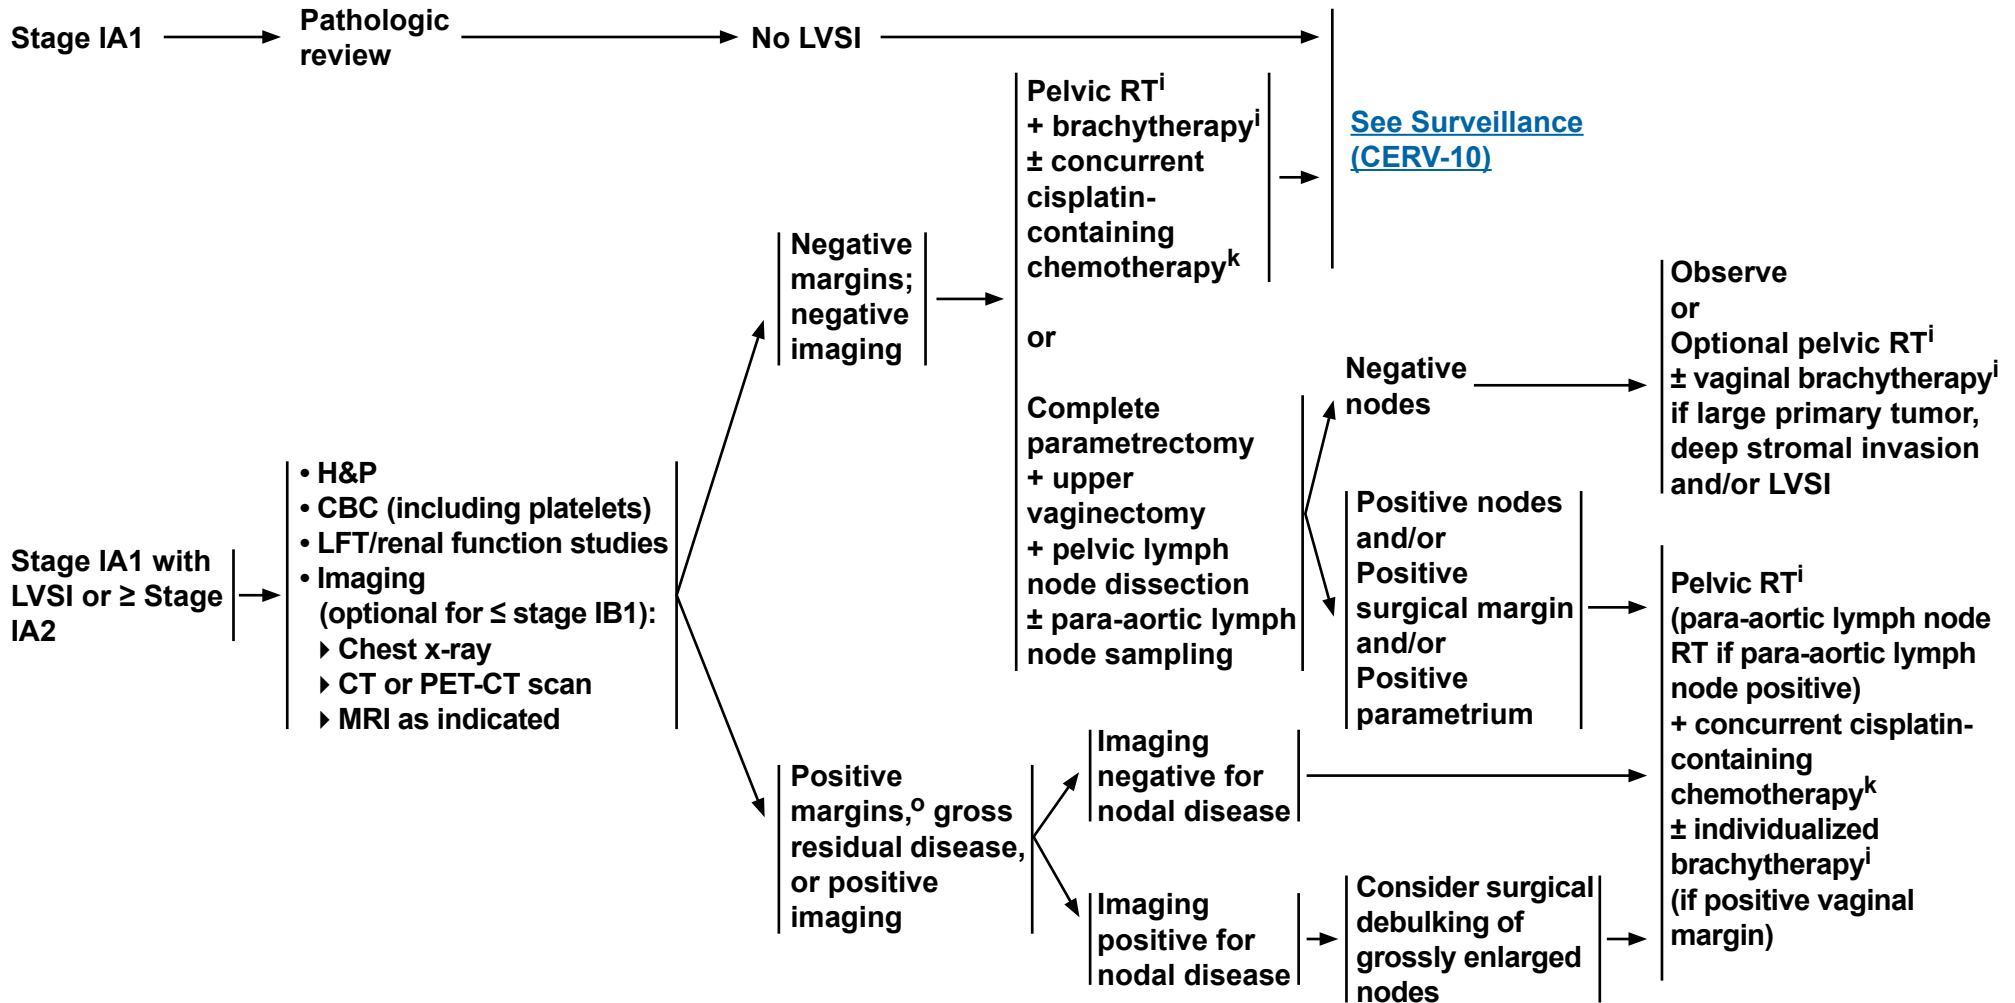 Stage IA1
Pathologic
review
No LVSI
Pelvic RTⁱ
+ brachytherapyⁱ
± concurrent
cisplatin-
containing
chemotherapyᵏ
or
Complete
parametrectomy
+ upper
vaginectomy
+ pelvic lymph
node dissection
± para-aortic lymph
node sampling
See Surveillance
(CERV-10)
Stage IA1 with
LVSI or ≥ Stage
IA2
• H&P
• CBC (including platelets)
• LFT/renal function studies
• Imaging
(optional for ≤ stage IB1):
▸ Chest x-ray
▸ CT or PET-CT scan
▸ MRI as indicated
Negative
margins;
negative
imaging
Negative
nodes
Observe
or
Optional pelvic RTⁱ
± vaginal brachytherapyⁱ
if large primary tumor,
deep stromal invasion
and/or LVSI
Positive nodes
and/or
Positive
surgical margin
and/or
Positive
parametrium
Positive
margins,ᵒ gross
residual disease,
or positive
imaging
Imaging
negative for
nodal disease
Imaging
positive for
nodal disease
Consider surgical
debulking of
grossly enlarged
nodes
Pelvic RTⁱ
(para-aortic lymph node
RT if para-aortic lymph
node positive)
+ concurrent cisplatin-
containing
chemotherapyᵏ
± individualized
brachytherapyⁱ
(if positive vaginal
margin)